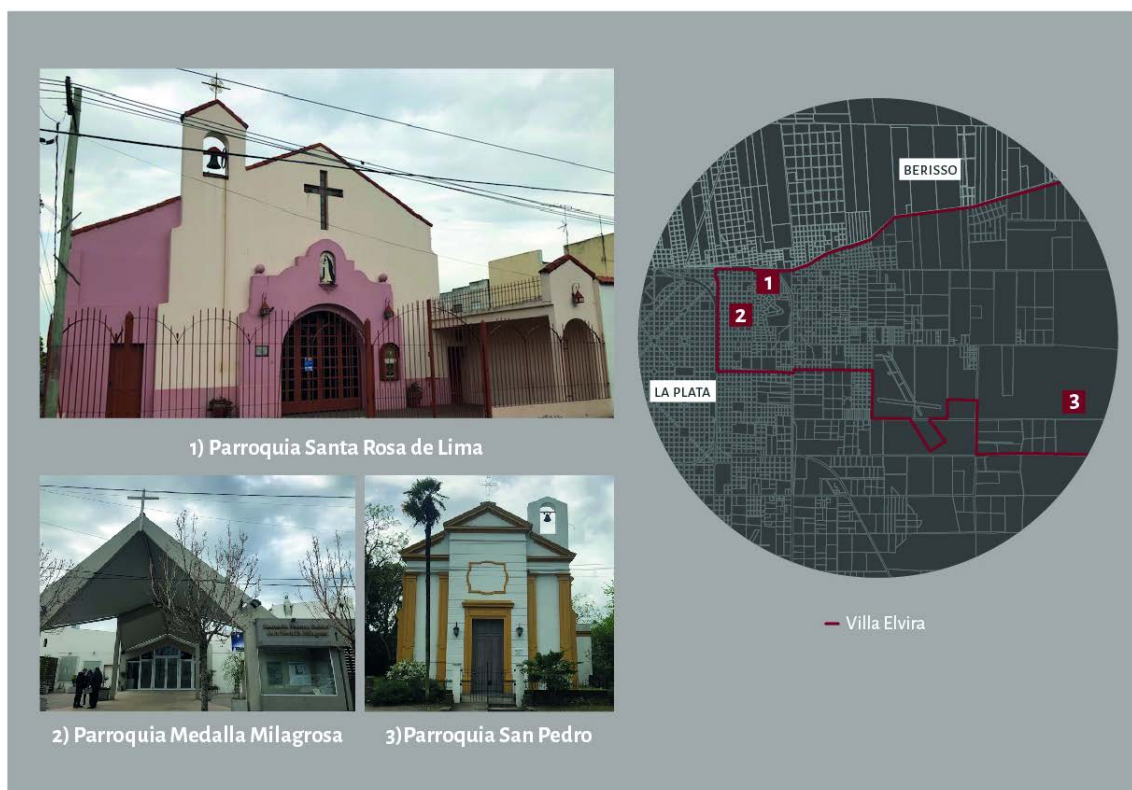 1) Parroquia Santa Rosa de Lima
2) Parroquia Medalla Milagrosa
3)Parroquia San Pedro
BERISSO
1
2
LA PLATA
3
Villa Elvira